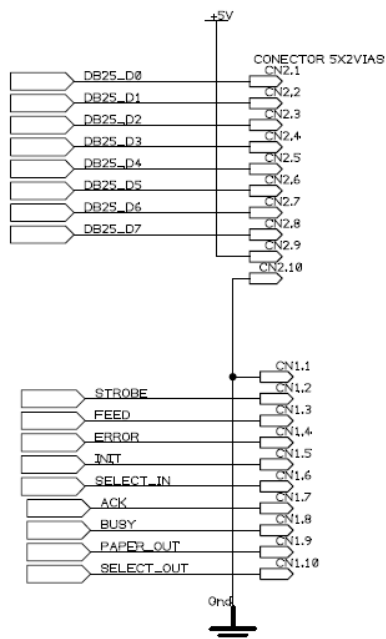 +5V
CONECTOR 5X2VIAS
DB25_D0 CN2.1
DB25_D1 CN2.2
DB25_D2 CN2.3
DB25_D3 CN2.4
DB25_D4 CN2.5
DB25_D5 CN2.6
DB25_D6 CN2.7
DB25_D7 CN2.8
CN2.9
CN2.10
CN1.1
STROBE CN1.2
FEED CN1.3
ERROR CN1.4
INIT CN1.5
SELECT_IN CN1.6
ACK CN1.7
BUSY CN1.8
PAPER_OUT CN1.9
SELECT_OUT CN1.10
Gnd